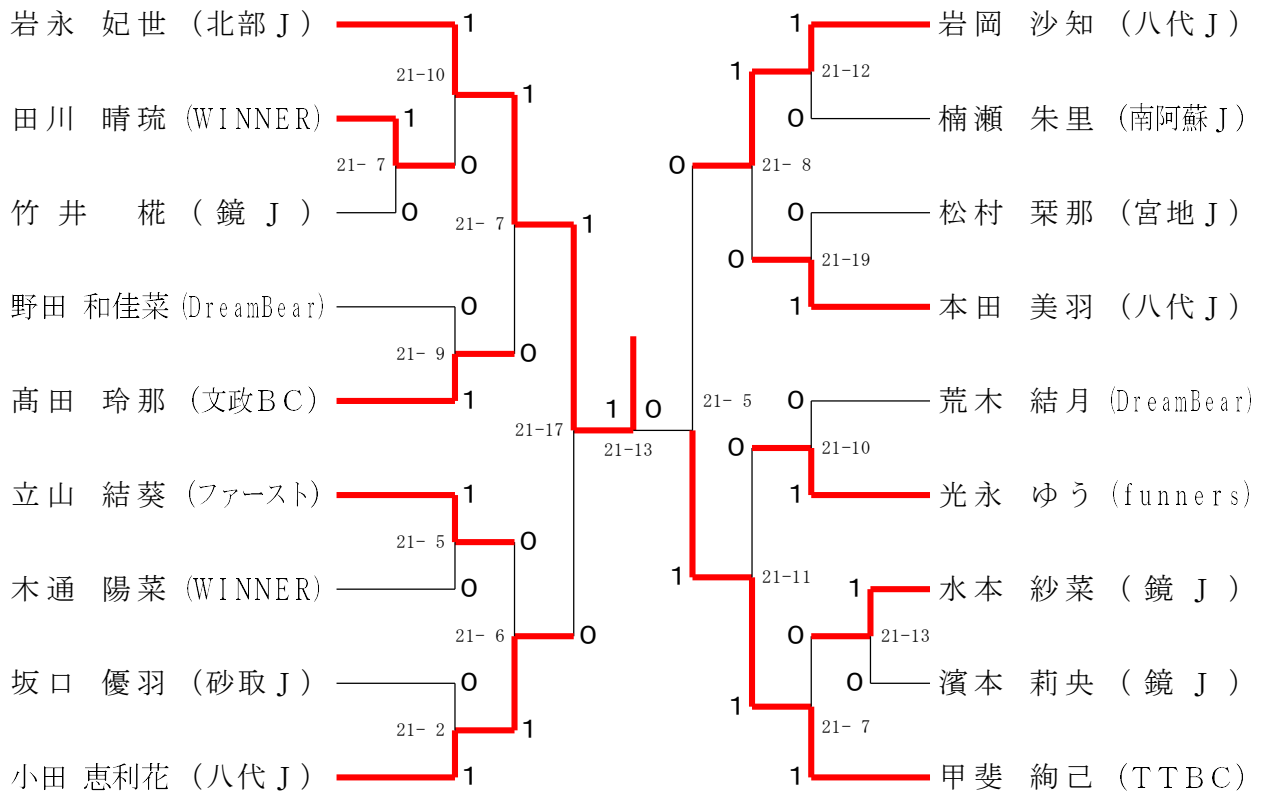 岩永 妃世 (北部Ｊ)
1
21-10
1
田川 晴琉 (WINNER)
1
21- 7
0
竹井 椛 (鏡Ｊ)
0
21- 7
1
野田 和佳菜 (DreamBear)
0
21- 9
0
髙田 玲那 (文政ＢＣ)
1
21-17
1
0
21-13
立山 結葵 (ファースト)
1
21- 5
0
木通 陽菜 (WINNER)
0
21- 6
0
坂口 優羽 (砂取Ｊ)
0
21- 2
1
小田 恵利花 (八代Ｊ)
1
1
岩岡 沙知 (八代Ｊ)
1
21-12
0
楠瀬 朱里 (南阿蘇Ｊ)
0
21- 8
0
松村 栞那 (宮地Ｊ)
0
21-19
1
本田 美羽 (八代Ｊ)
21- 5
0
荒木 結月 (DreamBear)
0
21-10
1
光永 ゆう (funners)
1
21-11
1
水本 紗菜 (鏡Ｊ)
0
21-13
0
濱本 莉央 (鏡Ｊ)
1
21- 7
1
甲斐 絢己 (ＴＴＢＣ)